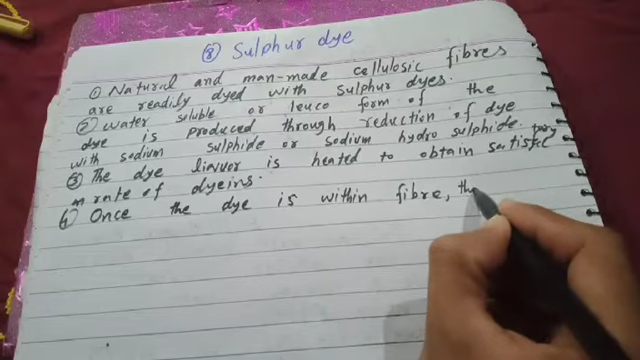 ⑧ Sulphur dye
① Natural and man-made cellulosic fibres
are readily dyed with sulphur dyes.
② Water soluble or leuco form of the
dye is produced through reduction of dye
with sodium sulphide or sodium hydro sulphide.
③ The dye liquor is heated to obtain satisfactory
rate of dyeing.
④ Once the dye is within fibre, the